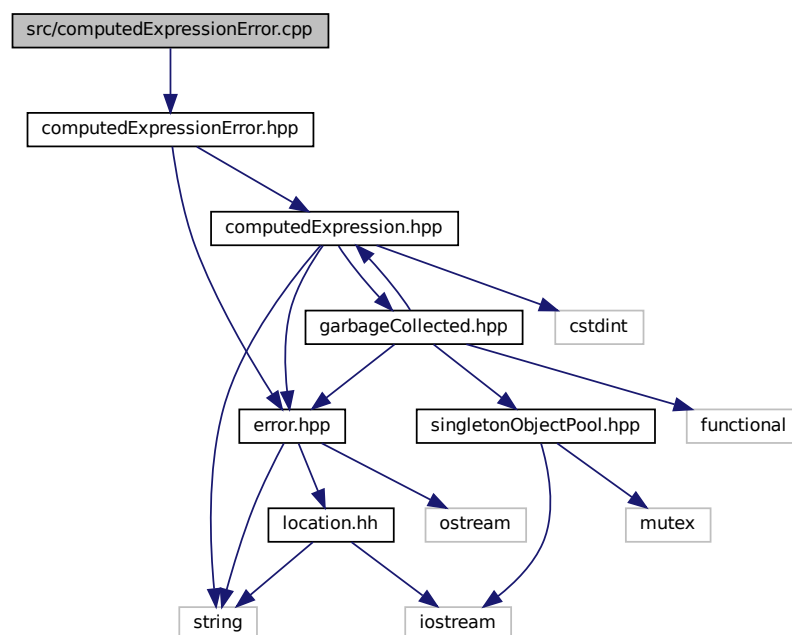 src/computedExpressionError.cpp
computedExpressionError.hpp
computedExpression.hpp
garbageCollected.hpp
cstdint
error.hpp
singletonObjectPool.hpp
functional
location.hh
ostream
mutex
string
iostream